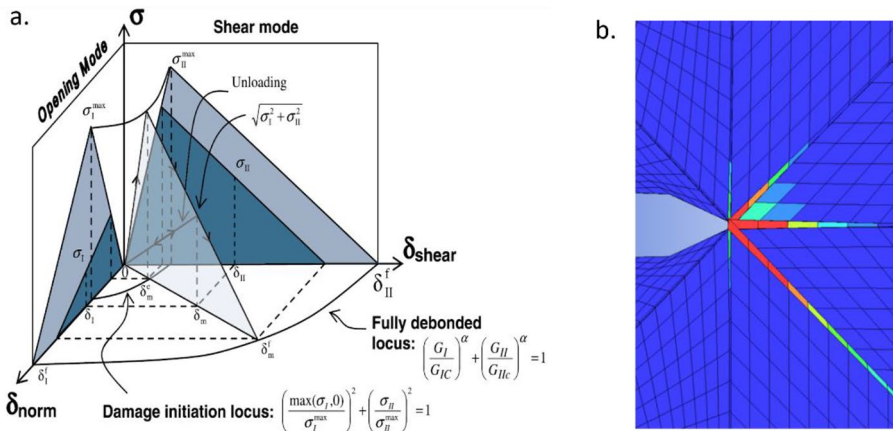 a.
σ
Shear mode
b.
Opening Mode
σ_II^max
Unloading
σ_I^max
√(σ_I^2 + σ_II^2)
σ_II
σ_I
0
δ_shear
δ_m^c
δ_II
δ_II^f
δ_I
δ_m
Fully debonded
locus: (G_I/G_IC)^α + (G_II/G_IIc)^α = 1
δ_m^f
δ_I^f
δ_norm
Damage initiation locus: (max(σ_I,0)/σ_I^max)^2 + (σ_II/σ_II^max)^2 = 1